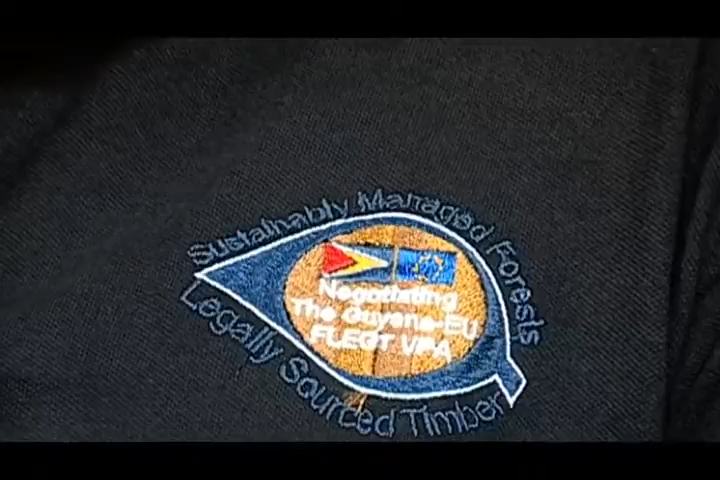 Sustainably Managed Forests
Negotiating
The Guyana-EU
FLEGT VPA
Legally Sourced Timber